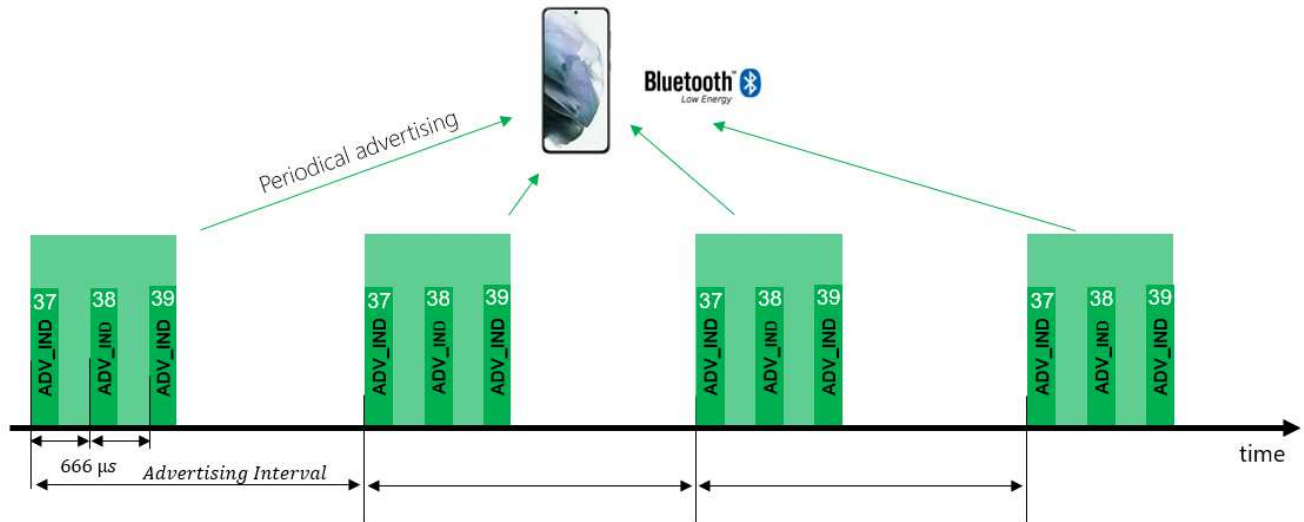 Bluetooth™
Low Energy
Periodical advertising
37 38 39 37 38 39 37 38 39 37 38 39
ADV_IND ADV_IND ADV_IND ADV_IND ADV_IND ADV_IND ADV_IND ADV_IND ADV_IND ADV_IND ADV_IND ADV_IND
time
666 μs
Advertising Interval